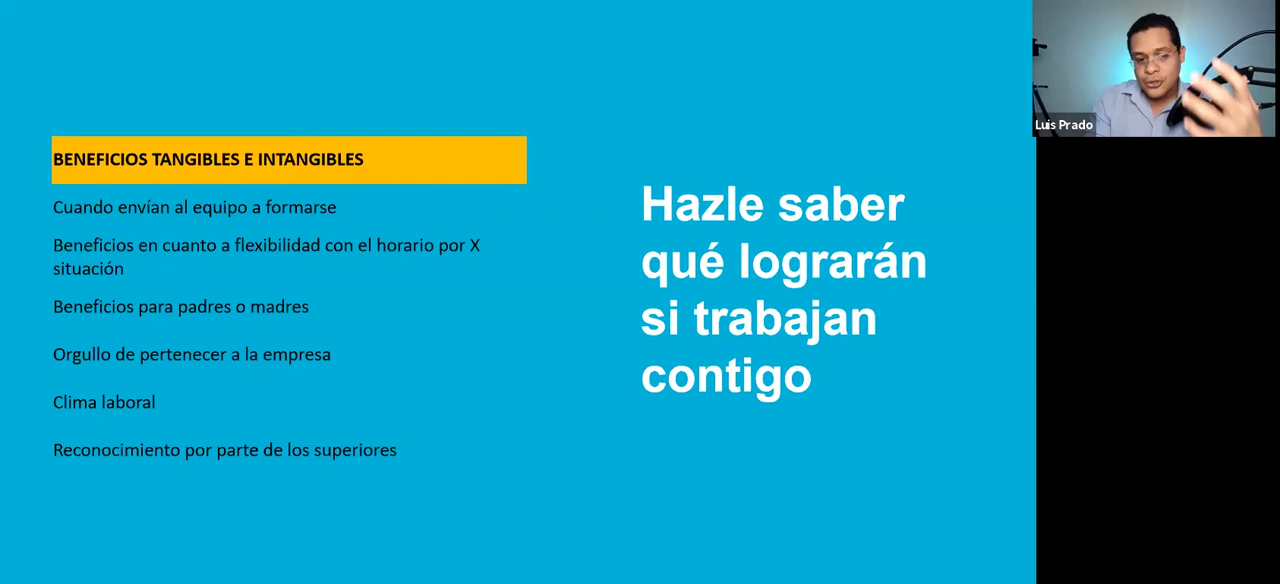 BENEFICIOS TANGIBLES E INTANGIBLES
Cuando envían al equipo a formarse
Beneficios en cuanto a flexibilidad con el horario por X
situación
Beneficios para padres o madres
Orgullo de pertenecer a la empresa
Clima laboral
Reconocimiento por parte de los superiores
Hazle saber
qué lograrán
si trabajan
contigo
Luis Prado